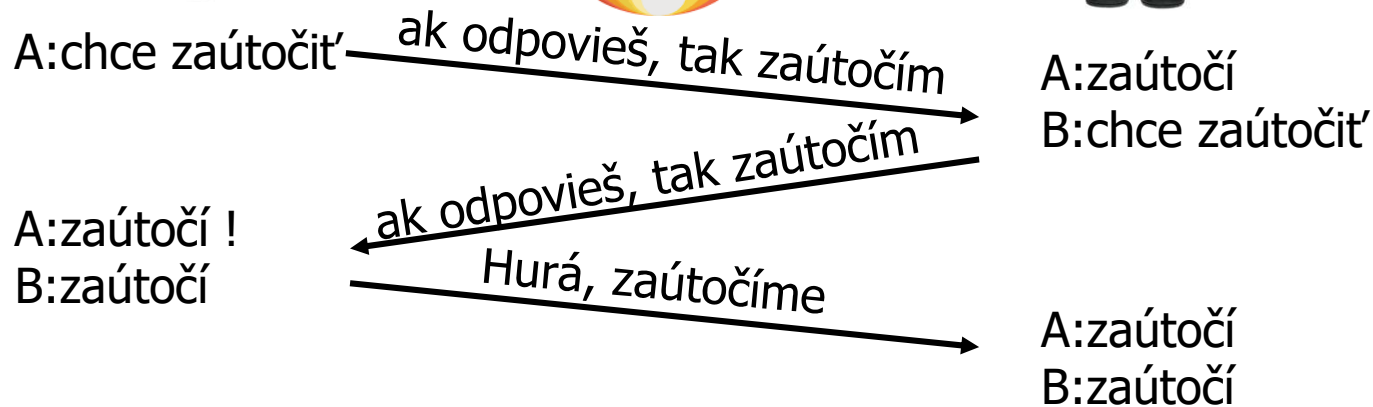 A:chce zaútočiť
ak odpovieš, tak zaútočím
A:zaútočí
B:chce zaútočiť
ak odpovieš, tak zaútočím
A:zaútočí !
B:zaútočí
Hurá, zaútočíme
A:zaútočí
B:zaútočí